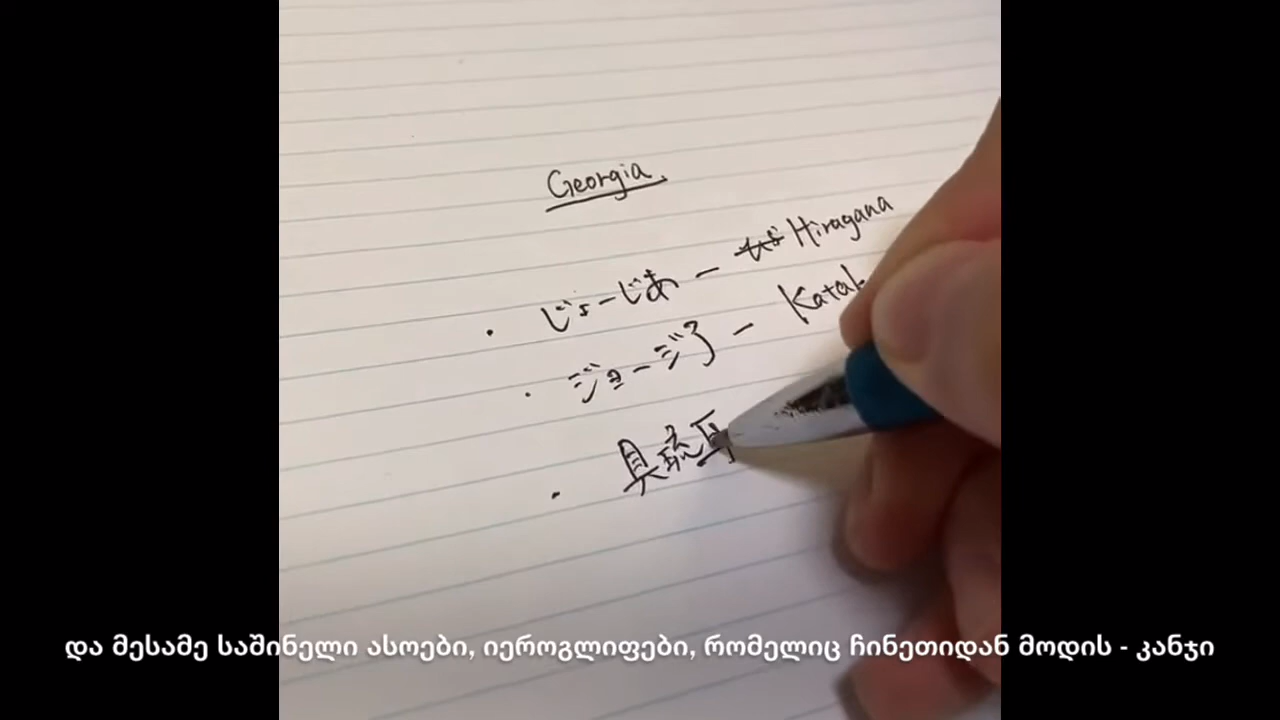 Georgia
・ じょーじあ - Hiragana
・ ジョージア - Katak
・ 具琉耳
და მესამე საშინელი ასოები, იეროგლიფები, რომელიც ჩინეთიდან მოდის - კანჯი